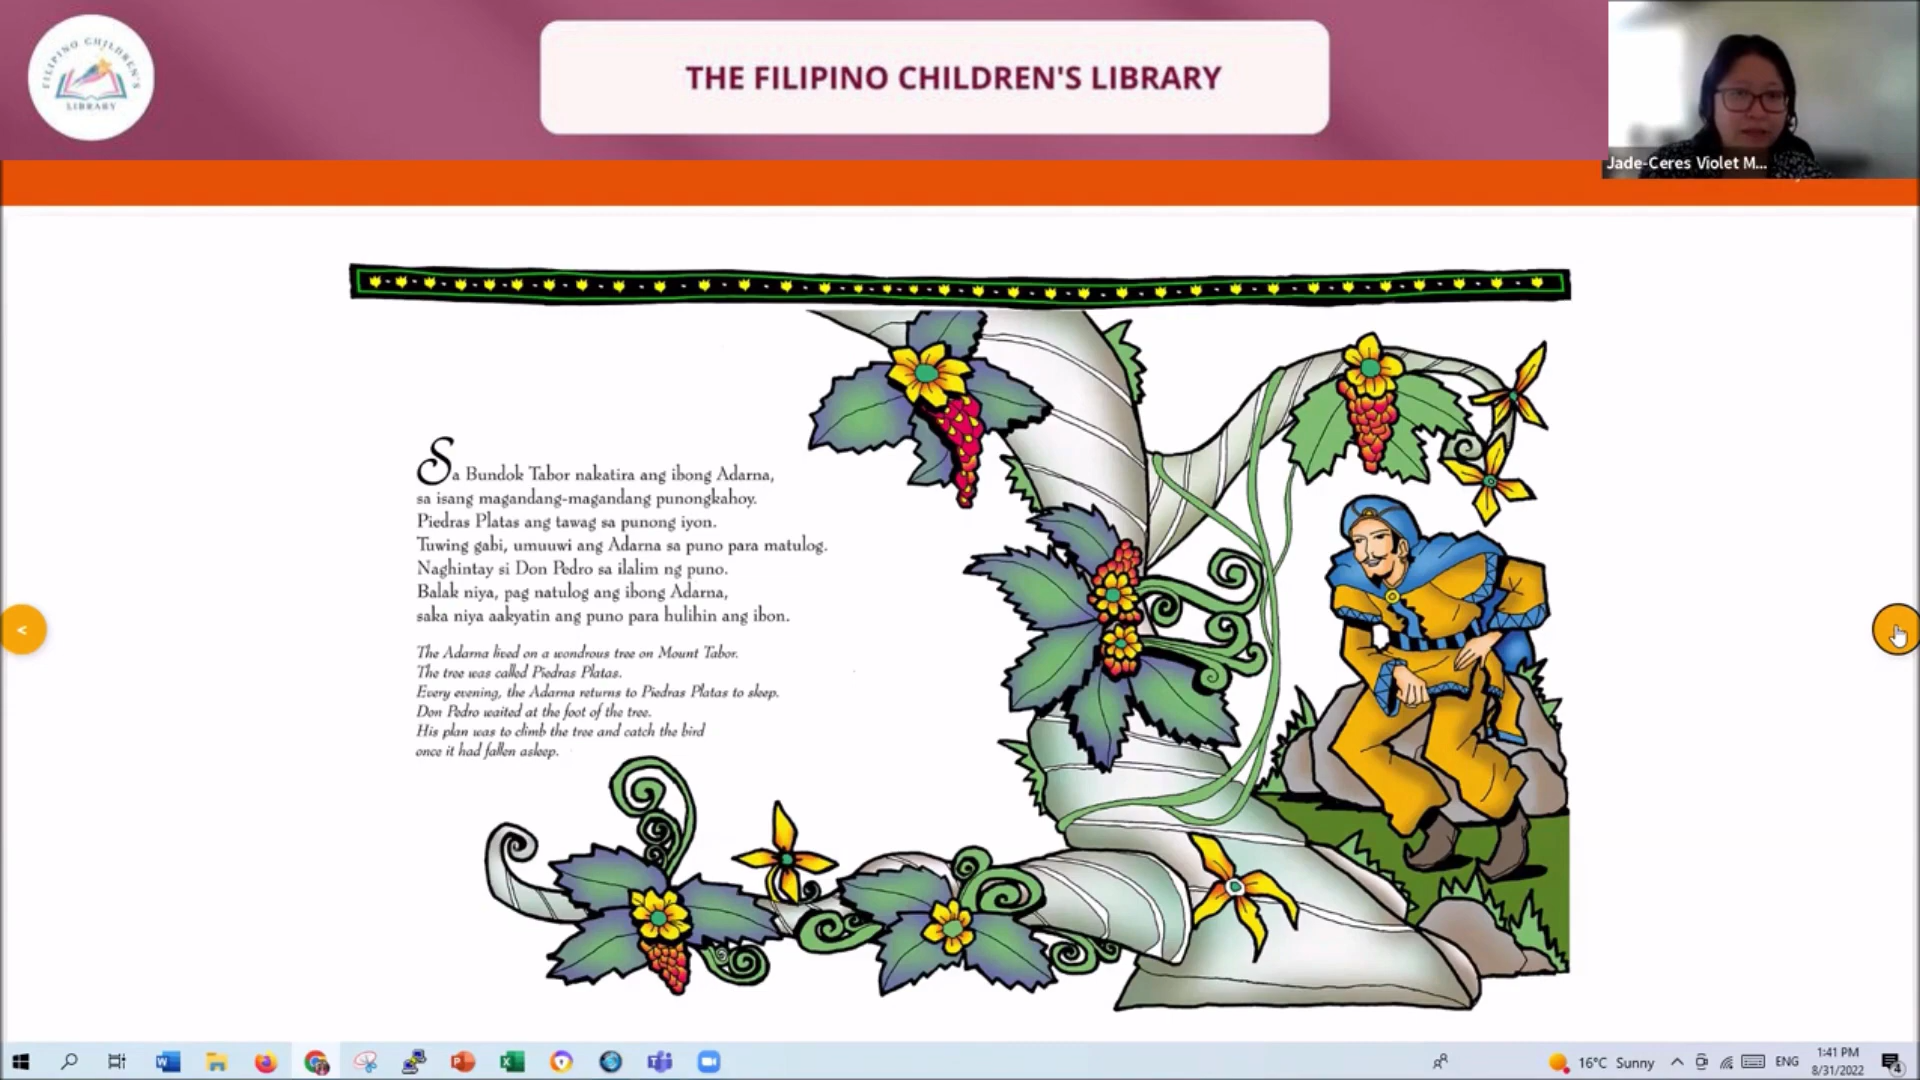 FILIPINO CHILDREN'S
LIBRARY
THE FILIPINO CHILDREN'S LIBRARY
Jade-Ceres Violet M...
Sa Bundok Tabor nakatira ang ibong Adarna,
sa isang magandang-magandang punongkahoy.
Piedras Platas ang tawag sa punong iyon.
Tuwing gabi, umuuwi ang Adarna sa puno para matulog.
Naghintay si Don Pedro sa ilalim ng puno.
Balak niya, pag natulog ang ibong Adarna,
saka niya aakyatin ang puno para hulihin ang ibon.
The Adarna lived on a wondrous tree on Mount Tabor.
The tree was called Piedras Platas.
Every evening, the Adarna returns to Piedras Platas to sleep.
Don Pedro waited at the foot of the tree.
His plan was to climb the tree and catch the bird
once it had fallen asleep.
<
16°C Sunny
ENG
1:41 PM
8/31/2022
4